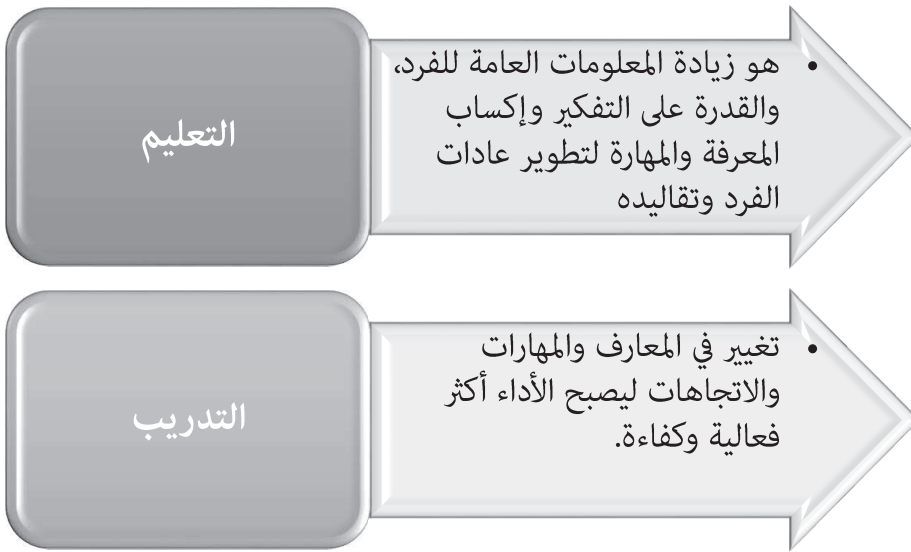 التعليم
• هو زيادة المعلومات العامة للفرد،
والقدرة على التفكير وإكساب
المعرفة والمهارة لتطوير عادات
الفرد وتقاليده
التدريب
• تغيير في المعارف والمهارات
والاتجاهات ليصبح الأداء أكثر
فعالية وكفاءة.